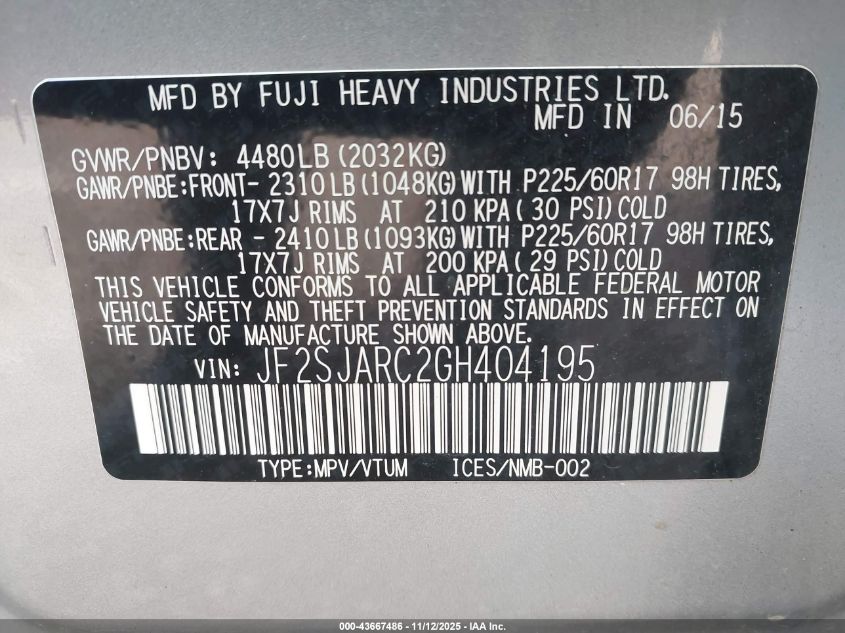 MFD BY FUJI HEAVY INDUSTRIES LTD.
MFD IN 06/15
GVWR/PNBV: 4480LB(2032KG)
GAWR/PNBE:FRONT- 2310LB(1048KG)WITH P225/60R17 98H TIRES,
17X7J RIMS AT 210 KPA( 30 PSI)COLD
GAWR/PNBE:REAR - 2410LB(1093KG)WITH P225/60R17 98H TIRES,
17X7J RIMS AT 200 KPA(29 PSI)COLD
THIS VEHICLE CONFORMS TO ALL APPLICABLE FEDERAL MOTOR
VEHICLE SAFETY AND THEFT PREVENTION STANDARDS IN EFFECT ON
THE DATE OF MANUFACTURE SHOWN ABOVE.
VIN: JF2SJARC2GH404195
TYPE:MPV/VTUM ICES/NMB-002
000-43667486 - 11/12/2025 - IAA Inc.